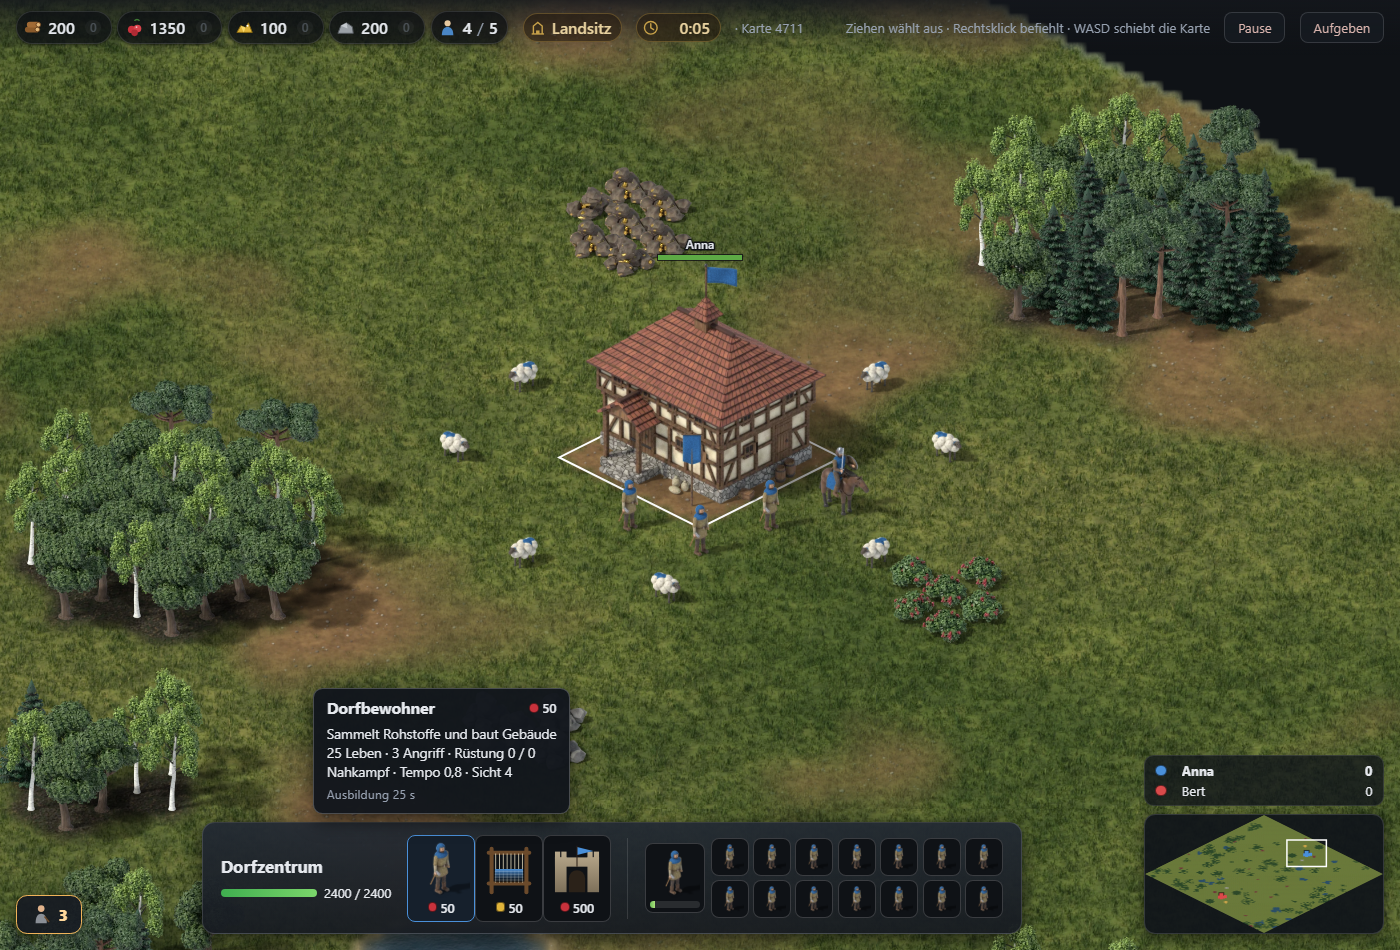 200 0 1350 0 100 0 200 0 4 / 5 Landsitz 0:05 · Karte 4711 Ziehen wählt aus · Rechtsklick befiehlt · WASD schiebt die Karte Pause Aufgeben
Anna
Dorfbewohner 50
Sammelt Rohstoffe und baut Gebäude
25 Leben · 3 Angriff · Rüstung 0 / 0
Nahkampf · Tempo 0,8 · Sicht 4
Ausbildung 25 s
Anna 0
Bert 0
Dorfzentrum
2400 / 2400
50 50 500
3